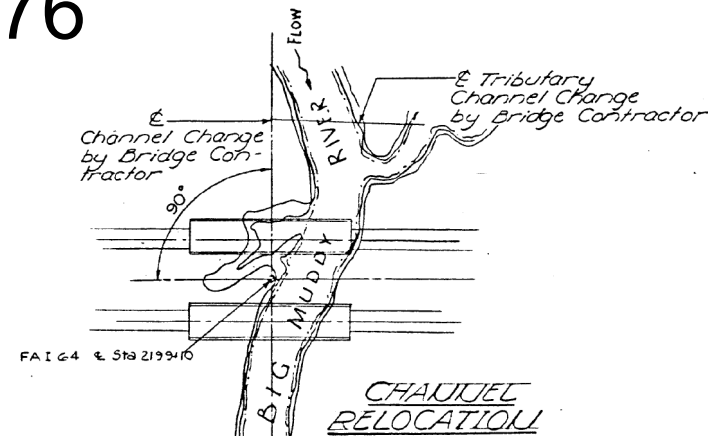 76
FLOW
RIVER
℄ Tributary
Channel Change
by Bridge Contractor
℄
Channel Change
by Bridge Con-
tractor
90°
MUDDY
BIG
FAI 64 ℄ Sta 2199+10
CHANNEL
RELOCATION